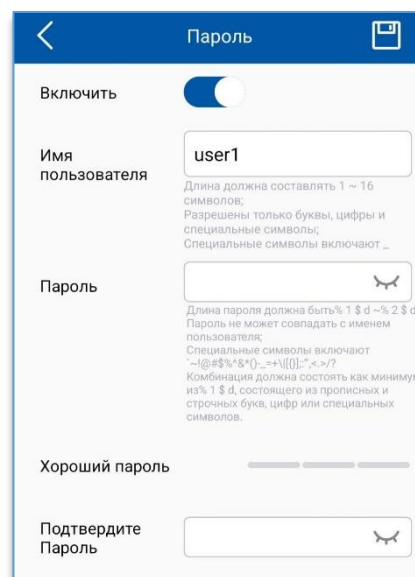 Пароль
Включить
Имя
пользователя
user1
Длина должна составлять 1 ~ 16
символов;
Разрешены только буквы, цифры и
специальные символы;
Специальные символы включают _
Пароль
Длина пароля должна быть% 1 $ d ~% 2 $ d
Пароль не может совпадать с именем
пользователя;
Специальные символы включают
`~!@#$%^&*()-_=+\|[{}];:'",<.>/?
Комбинация должна состоять как миниму
из% 1 $ d, состоящего из прописных и
строчных букв, цифр или специальных
символов.
Хороший пароль
Подтвердите
Пароль